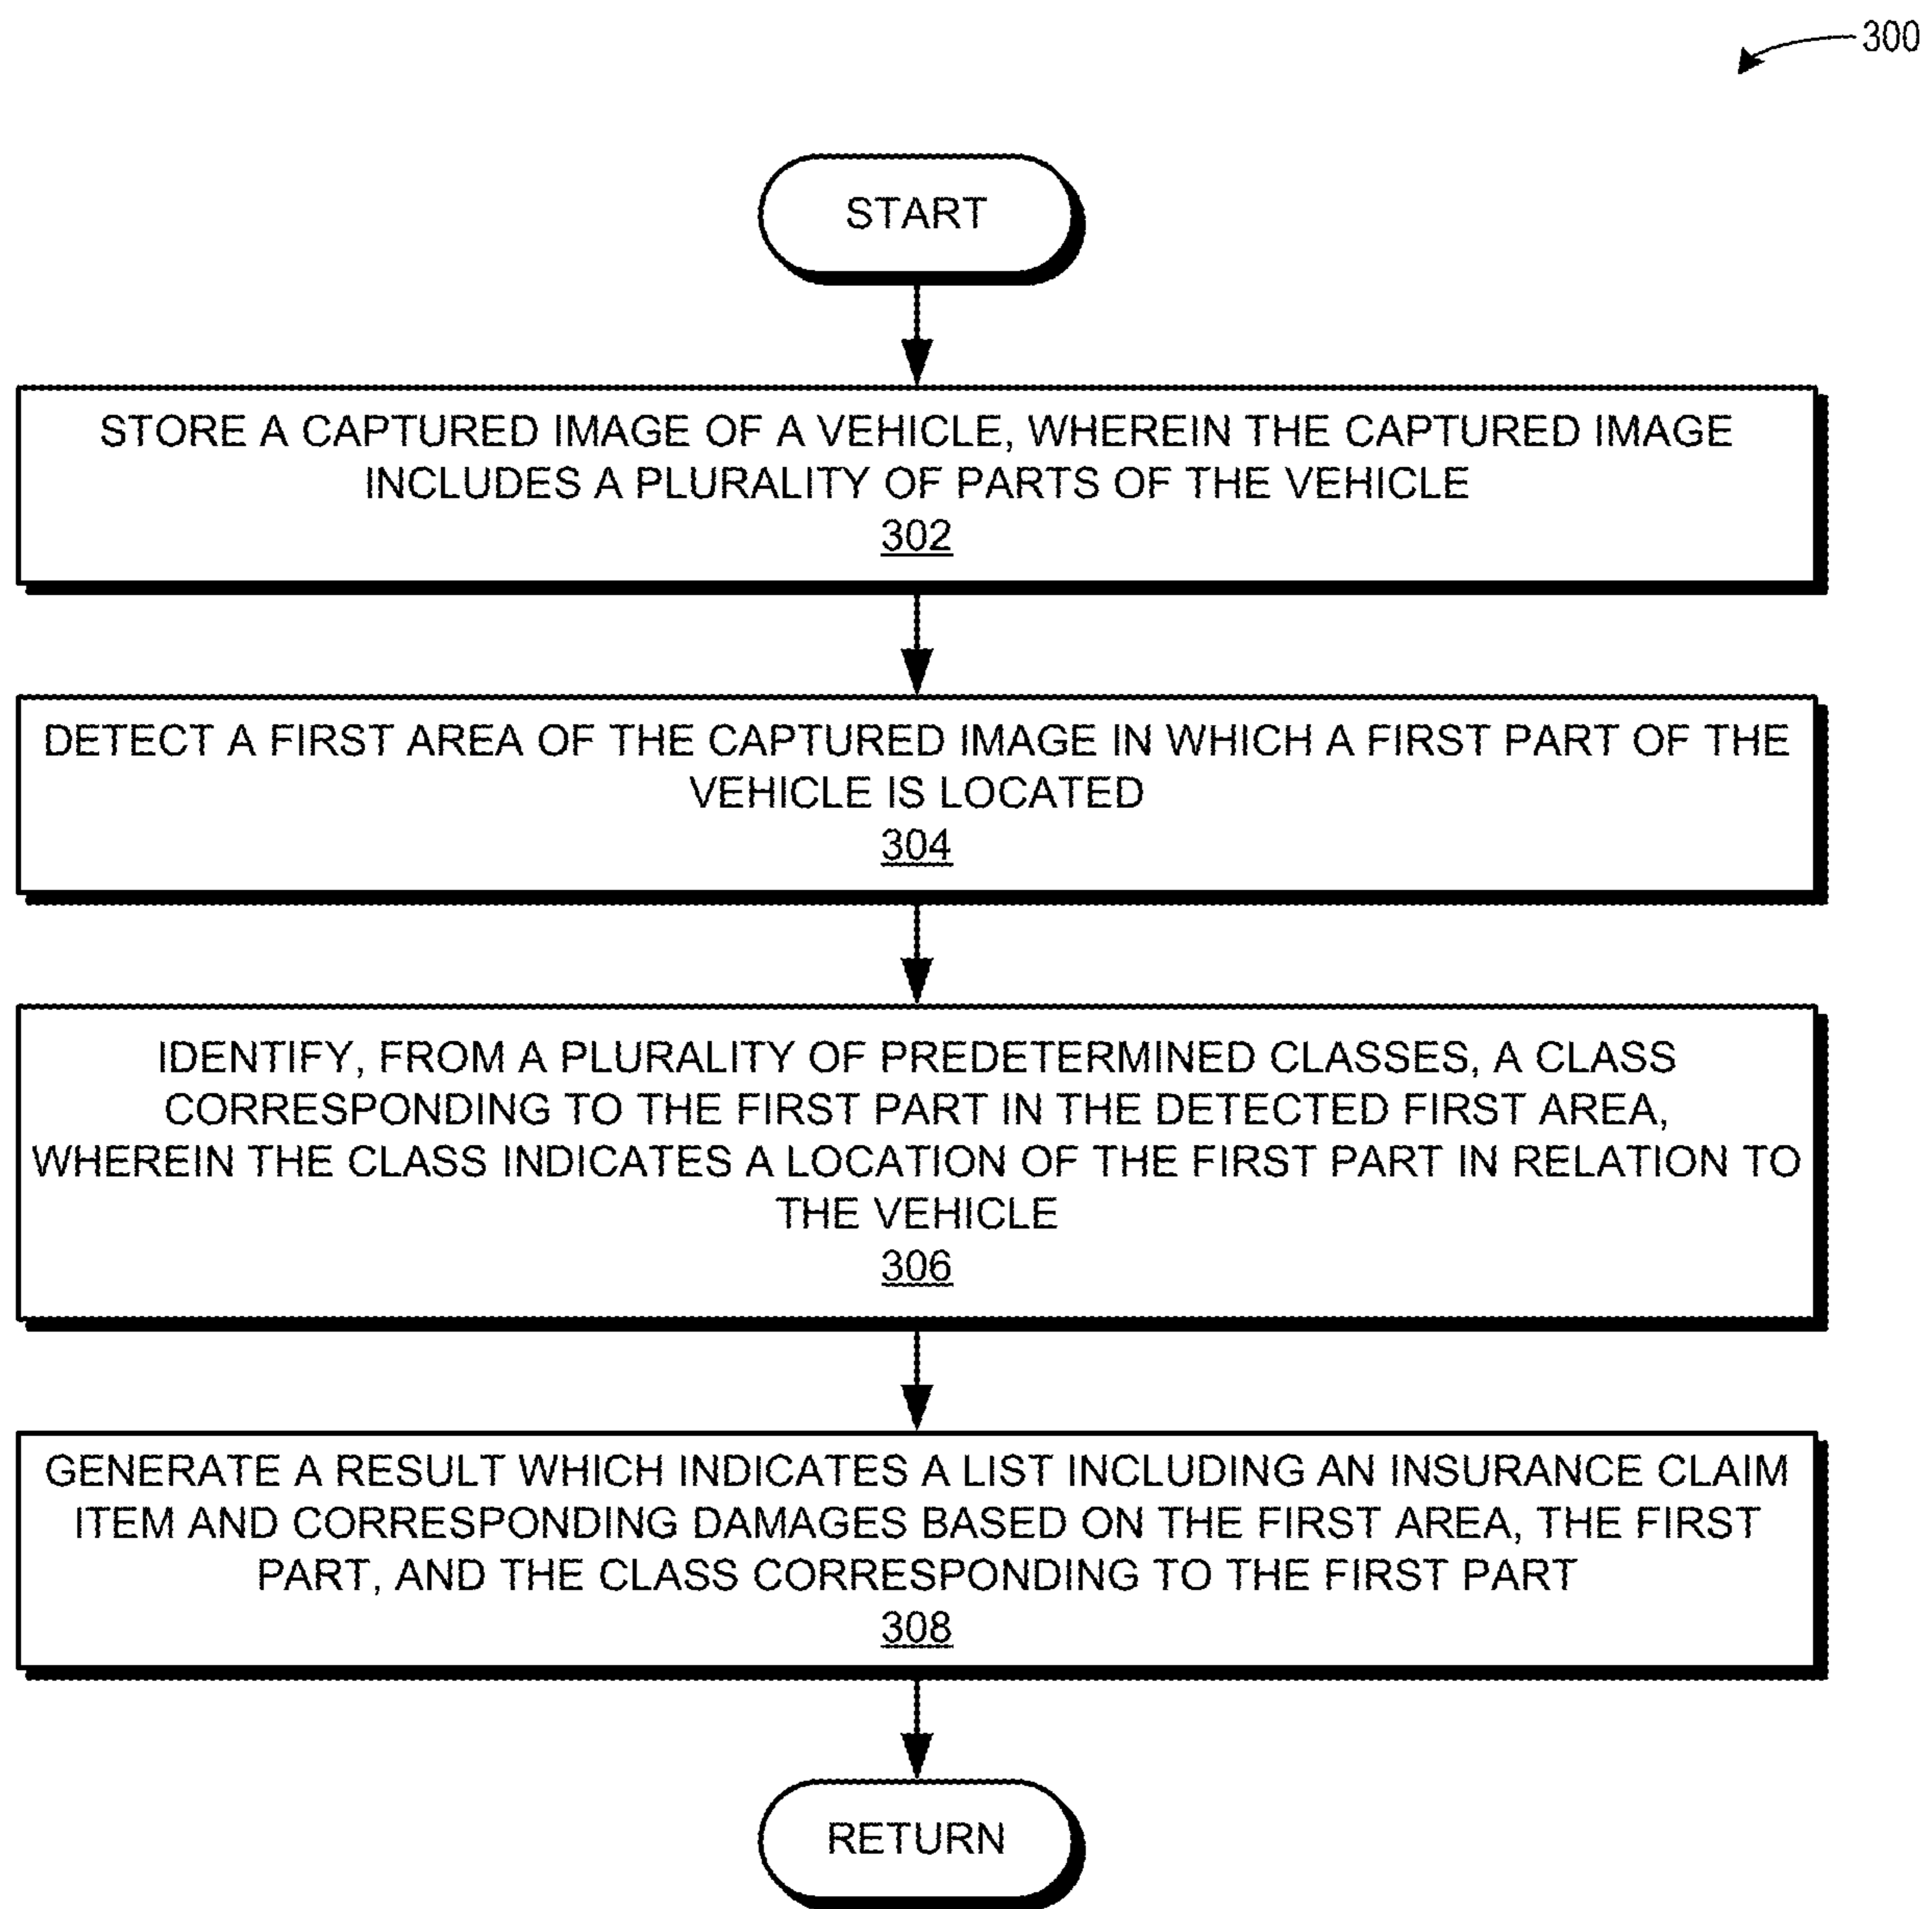 300
START
STORE A CAPTURED IMAGE OF A VEHICLE, WHEREIN THE CAPTURED IMAGE
INCLUDES A PLURALITY OF PARTS OF THE VEHICLE
302
DETECT A FIRST AREA OF THE CAPTURED IMAGE IN WHICH A FIRST PART OF THE
VEHICLE IS LOCATED
304
IDENTIFY, FROM A PLURALITY OF PREDETERMINED CLASSES, A CLASS
CORRESPONDING TO THE FIRST PART IN THE DETECTED FIRST AREA,
WHEREIN THE CLASS INDICATES A LOCATION OF THE FIRST PART IN RELATION TO
THE VEHICLE
306
GENERATE A RESULT WHICH INDICATES A LIST INCLUDING AN INSURANCE CLAIM
ITEM AND CORRESPONDING DAMAGES BASED ON THE FIRST AREA, THE FIRST
PART, AND THE CLASS CORRESPONDING TO THE FIRST PART
308
RETURN